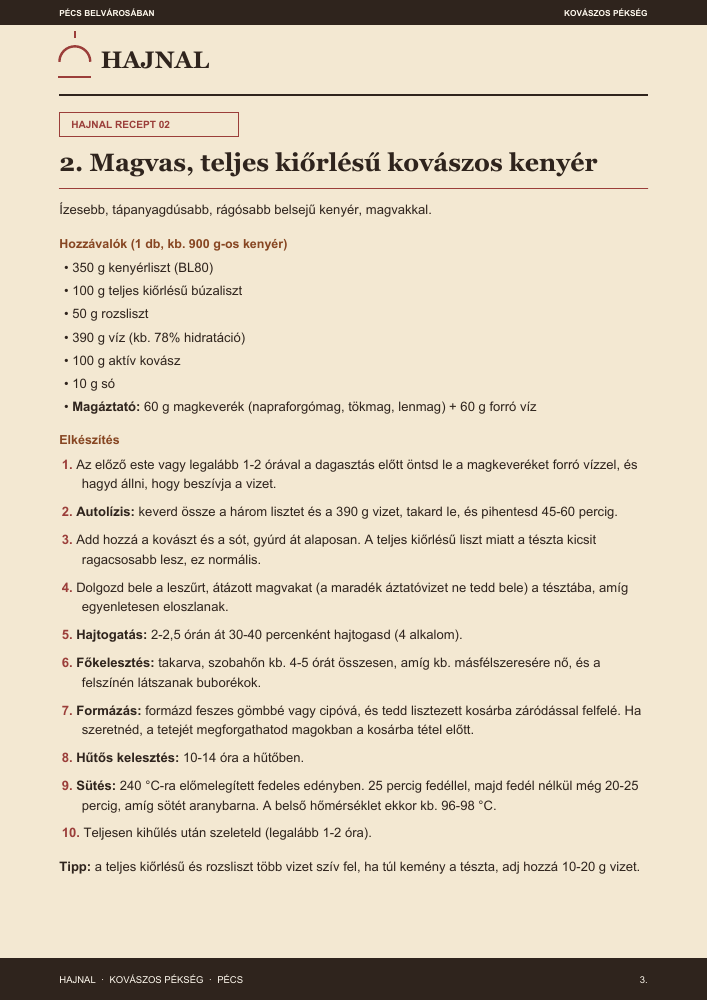 PÉCS BELVÁROSÁBAN
KOVÁSZOS PÉKSÉG
HAJNAL
HAJNAL RECEPT 02
2. Magvas, teljes kiőrlésű kovászos kenyér
Ízesebb, tápanyagdúsabb, rágósabb belsejű kenyér, magvakkal.
Hozzávalók (1 db, kb. 900 g-os kenyér)
• 350 g kenyérliszt (BL80)
• 100 g teljes kiőrlésű búzaliszt
• 50 g rozsliszt
• 390 g víz (kb. 78% hidratáció)
• 100 g aktív kovász
• 10 g só
• Magáztató: 60 g magkeverék (napraforgómag, tökmag, lenmag) + 60 g forró víz
Elkészítés
1. Az előző este vagy legalább 1-2 órával a dagasztás előtt öntsd le a magkeveréket forró vízzel, és
hagyd állni, hogy beszívja a vizet.
2. Autolízis: keverd össze a három lisztet és a 390 g vizet, takard le, és pihentesd 45-60 percig.
3. Add hozzá a kovászt és a sót, gyúrd át alaposan. A teljes kiőrlésű liszt miatt a tészta kicsit
ragacsosabb lesz, ez normális.
4. Dolgozd bele a leszűrt, átázott magvakat (a maradék áztatóvizet ne tedd bele) a tésztába, amíg
egyenletesen eloszlanak.
5. Hajtogatás: 2-2,5 órán át 30-40 percenként hajtogasd (4 alkalom).
6. Főkelesztés: takarva, szobahőn kb. 4-5 órát összesen, amíg kb. másfélszeresére nő, és a
felszínén látszanak buborékok.
7. Formázás: formázd feszes gömbbé vagy cipóvá, és tedd lisztezett kosárba záródással felfelé. Ha
szeretnéd, a tetejét megforgathatod magokban a kosárba tétel előtt.
8. Hűtős kelesztés: 10-14 óra a hűtőben.
9. Sütés: 240 °C-ra előmelegített fedeles edényben. 25 percig fedéllel, majd fedél nélkül még 20-25
percig, amíg sötét aranybarna. A belső hőmérséklet ekkor kb. 96-98 °C.
10. Teljesen kihűlés után szeleteld (legalább 1-2 óra).
Tipp: a teljes kiőrlésű és rozsliszt több vizet szív fel, ha túl kemény a tészta, adj hozzá 10-20 g vizet.
HAJNAL · KOVÁSZOS PÉKSÉG · PÉCS
3.